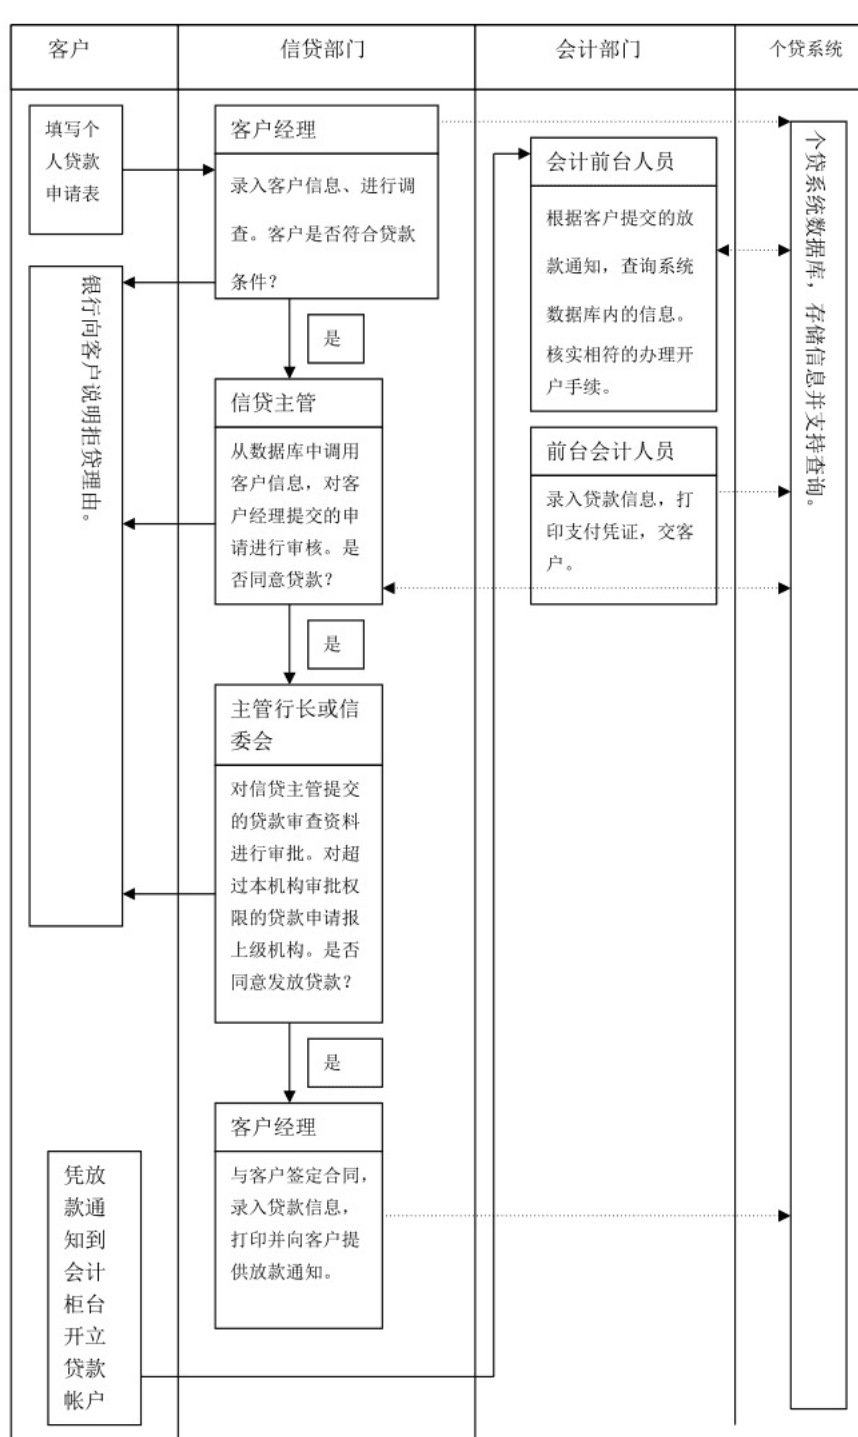 客户
信贷部门
会计部门
个贷系统
填写个
人贷款
申请表
客户经理
录入客户信息、进行调
查。客户是否符合贷款
条件？
会计前台人员
根据客户提交的放
款通知，查询系统
数据库内的信息。
核实相符的办理开
户手续。
个贷系统数据库，存储信息并支持查询。
银行向客户说明拒贷理由。
是
信贷主管
从数据库中调用
客户信息，对客
户经理提交的申
请进行审核。是
否同意贷款？
前台会计人员
录入贷款信息，打
印支付凭证，交客
户。
是
主管行长或信
委会
对信贷主管提交
的贷款审查资料
进行审批。对超
过本机构审批权
限的贷款申请报
上级机构。是否
同意发放贷款？
是
客户经理
与客户签定合同，
录入贷款信息，
打印并向客户提
供放款通知。
凭放
款通
知到
会计
柜台
开立
贷款
帐户